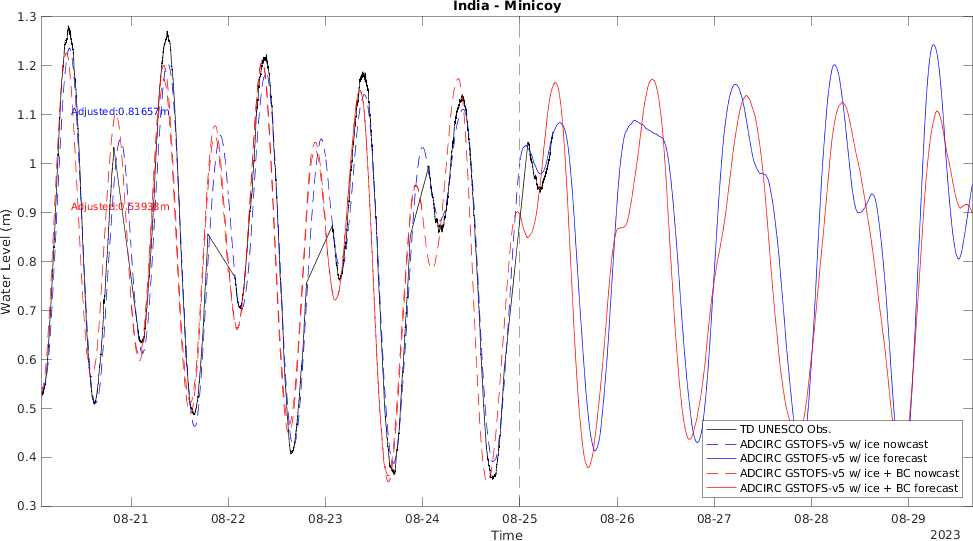 India - Minicoy
1.3
1.2
1.1
1
0.9
0.8
0.7
0.6
0.5
0.4
0.3
Water Level (m)
Adjusted:0.81657m
Adjusted:0.53938m
TD UNESCO Obs.
ADCIRC GSTOFS-v5 w/ ice nowcast
ADCIRC GSTOFS-v5 w/ ice forecast
ADCIRC GSTOFS-v5 w/ ice + BC nowcast
ADCIRC GSTOFS-v5 w/ ice + BC forecast
08-21 08-22 08-23 08-24 08-25 08-26 08-27 08-28 08-29
Time
2023